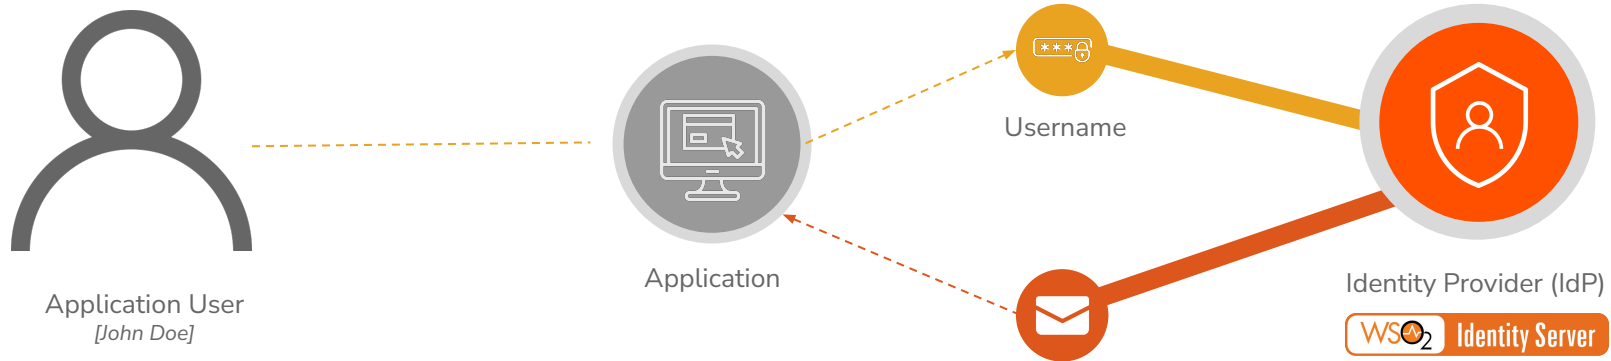 ***
Username
Application
Identity Provider (IdP)
Application User
[John Doe]
WSO2 Identity Server